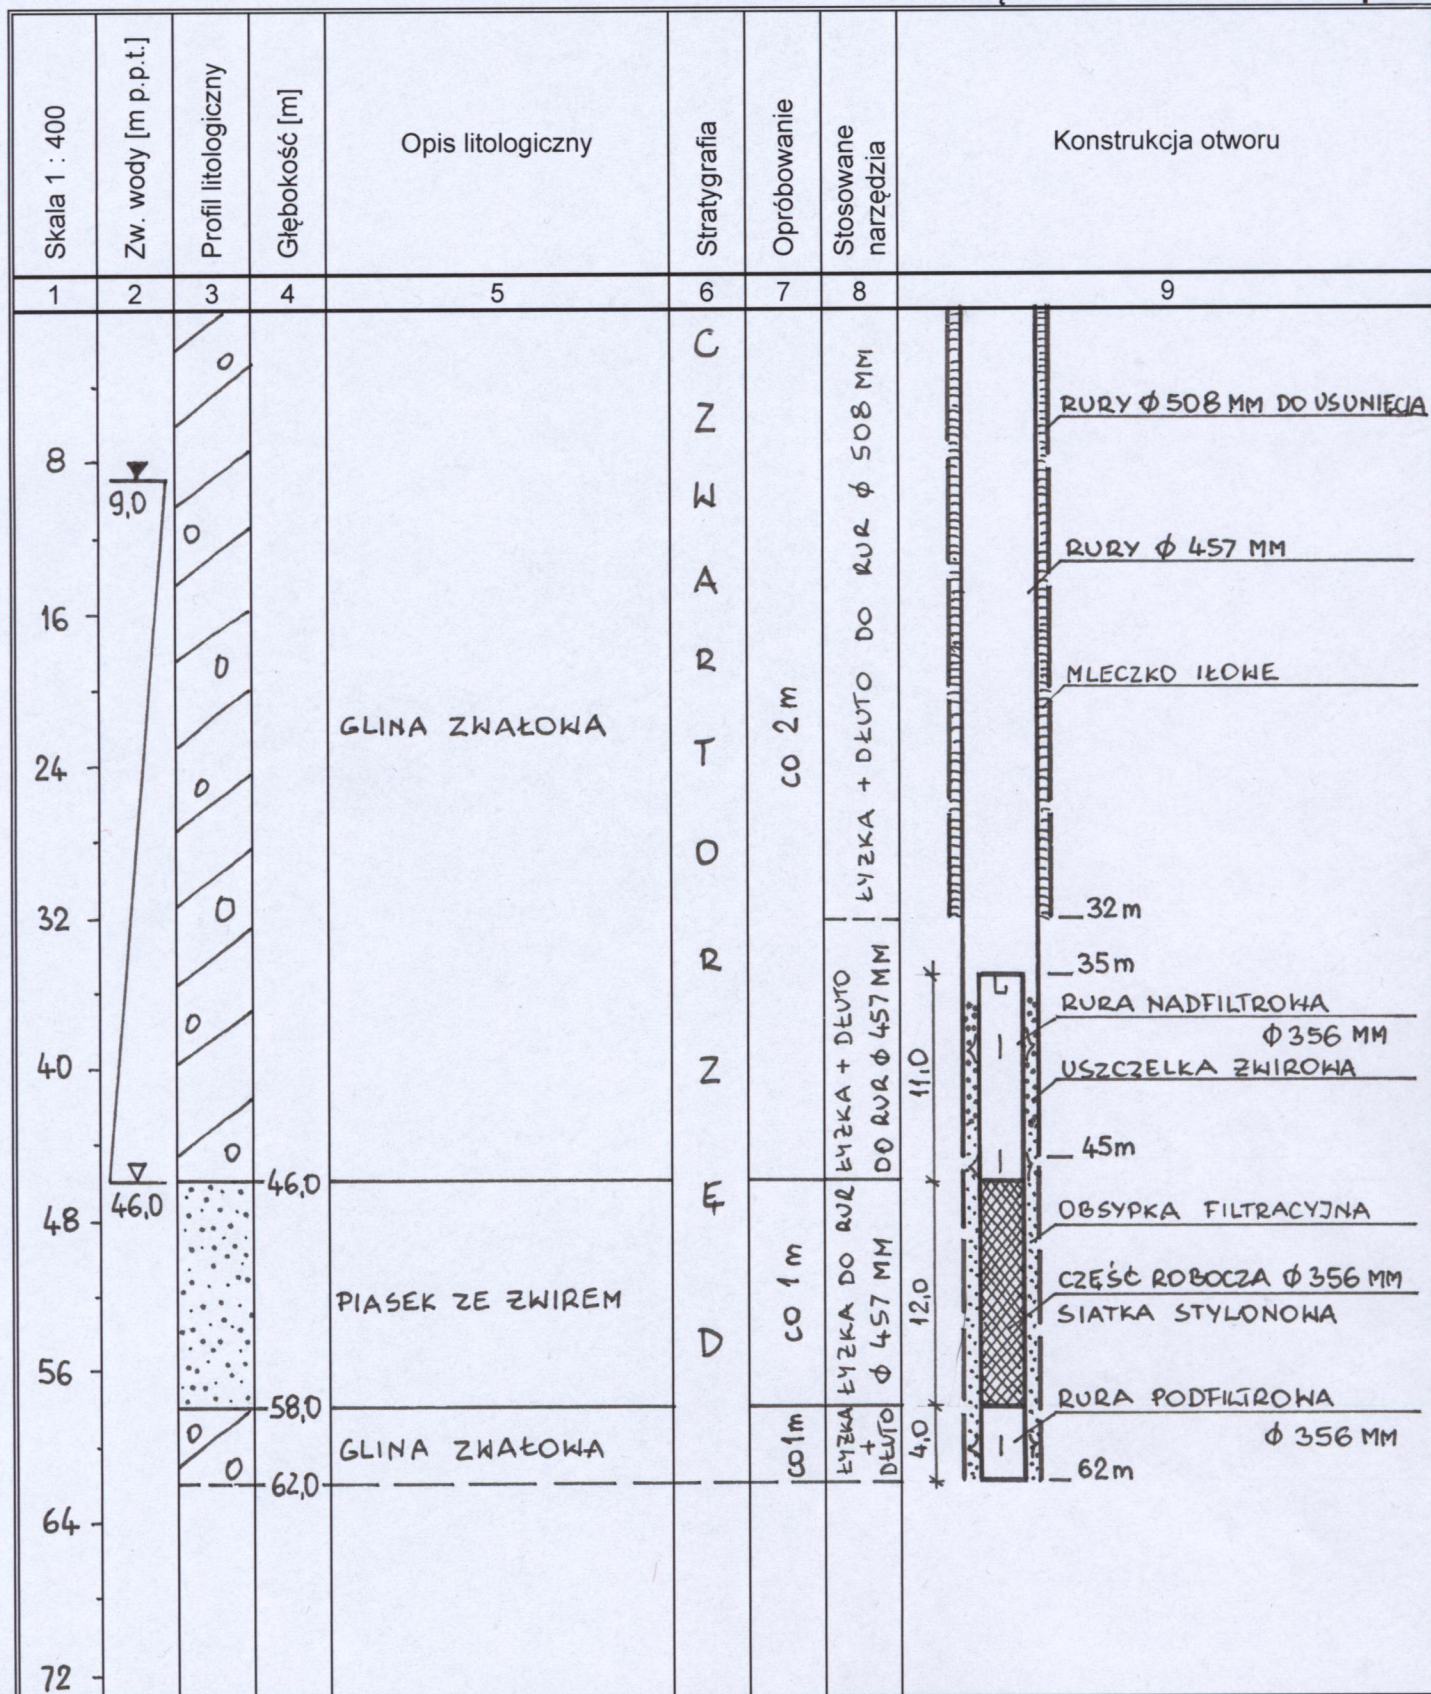 Skala 1 : 400
Zw. wody [m p.p.t.]
Profil litologiczny
Głębokość [m]
Opis litologiczny
Stratygrafia
Opróbowanie
Stosowane
narzędzia
Konstrukcja otworu
1 2 3 4 5 6 7 8 9
8
16
24
32
40
48
56
64
72
9,0
46,0
46,0
58,0
62,0
GLINA ZWAŁOWA
PIASEK ZE ŻWIREM
GLINA ZWAŁOWA
CZWARTORZĘD
co 2 m
co 1 m
co 1m
ŁYŻKA + DŁUTO DO RUR ϕ 508 MM
ŁYŻKA + DŁUTO
DO RUR ϕ 457 MM
ŁYŻKA DO RUR
ϕ 457 MM
ŁYŻKA
+
DŁUTO
11,0
12,0
4,0
RURY ϕ 508 MM DO USUNIĘCIA
RURY ϕ 457 MM
MLECZKO IŁOWE
32m
35m
RURA NADFILTROWA
ϕ 356 MM
USZCZELKA ŻWIROWA
45m
OBSYPKA FILTRACYJNA
CZĘŚĆ ROBOCZA ϕ 356 MM
SIATKA STYLONOWA
RURA PODFILTROWA
ϕ 356 MM
62m